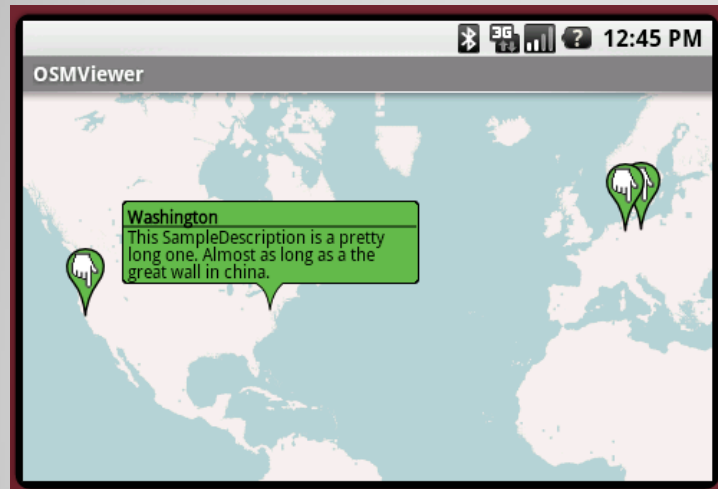 3G ? 12:45 PM
OSMViewer
Washington
This SampleDescription is a pretty
long one. Almost as long as a the
great wall in china.